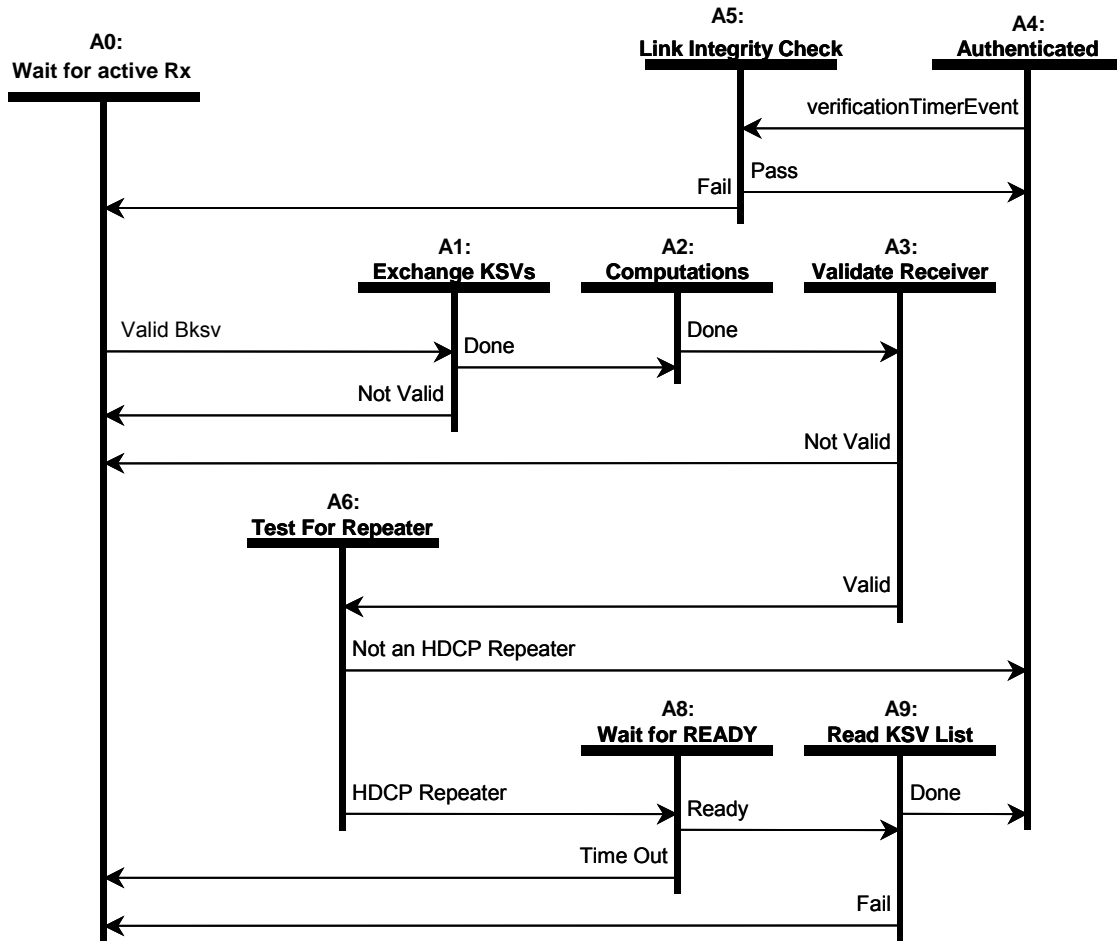 A5:
Link Integrity Check
A4:
Authenticated
A0:
Wait for active Rx
verificationTimerEvent
Pass
Fail
A1:
Exchange KSVs
A2:
Computations
A3:
Validate Receiver
Valid Bksv
Done
Done
Not Valid
Not Valid
A6:
Test For Repeater
Valid
Not an HDCP Repeater
A8:
Wait for READY
A9:
Read KSV List
HDCP Repeater
Ready
Done
Time Out
Fail